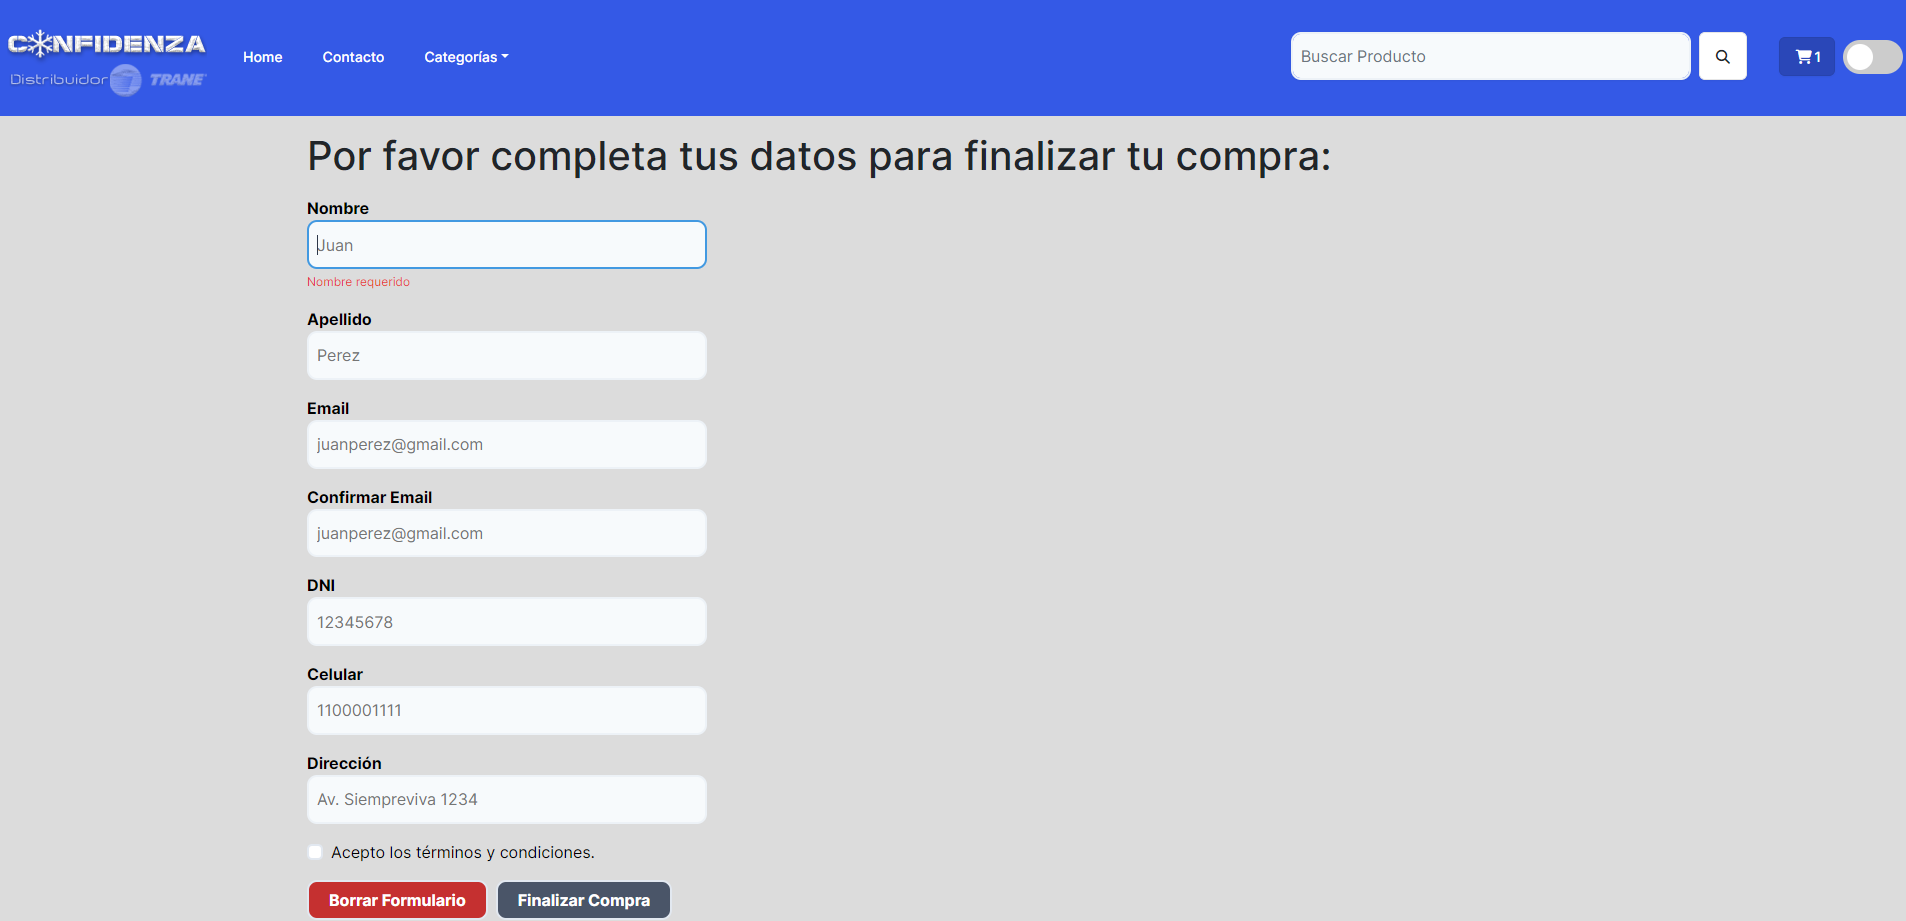 CONFIDENZA
Distribuidor TRANE
Home
Contacto
Categorías
Buscar Producto
1
Por favor completa tus datos para finalizar tu compra:
Nombre
Juan
Nombre requerido
Apellido
Perez
Email
juanperez@gmail.com
Confirmar Email
juanperez@gmail.com
DNI
12345678
Celular
1100001111
Dirección
Av. Siempreviva 1234
Acepto los términos y condiciones.
Borrar Formulario
Finalizar Compra